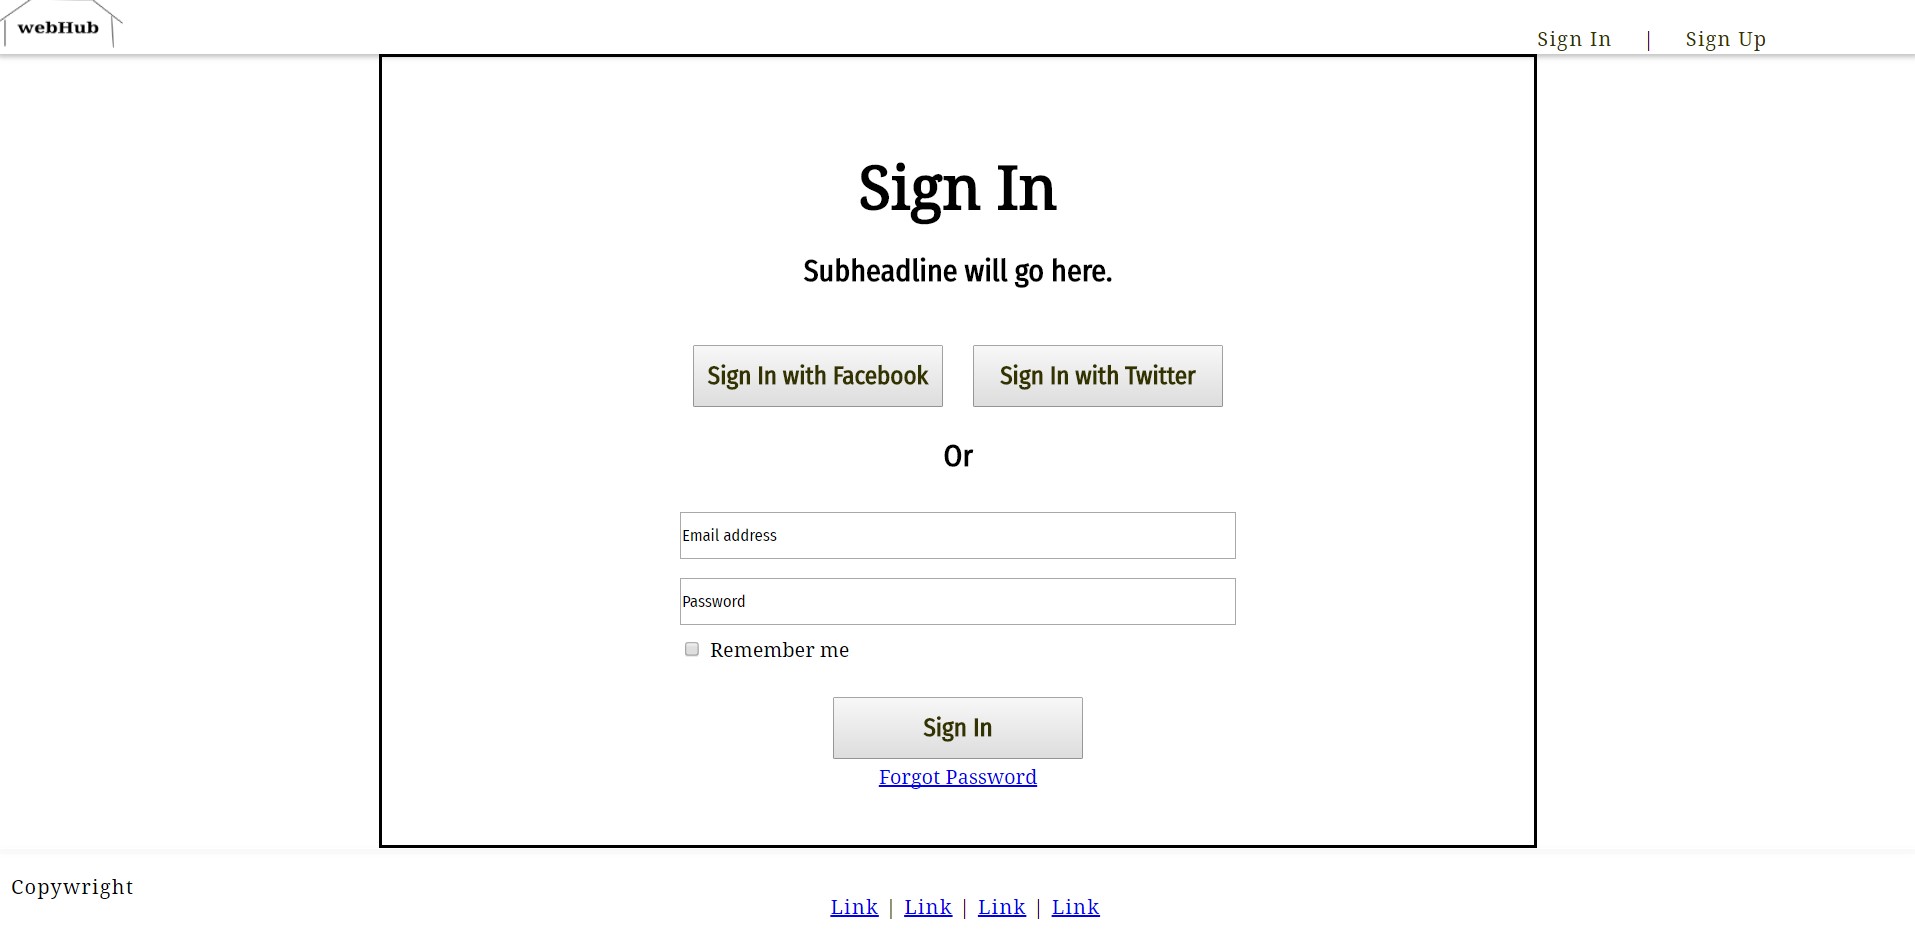 webHub
Sign In | Sign Up
Sign In
Subheadline will go here.
Sign In with Facebook
Sign In with Twitter
Or
Email address
Password
Remember me
Sign In
Forgot Password
Copywright
Link | Link | Link | Link